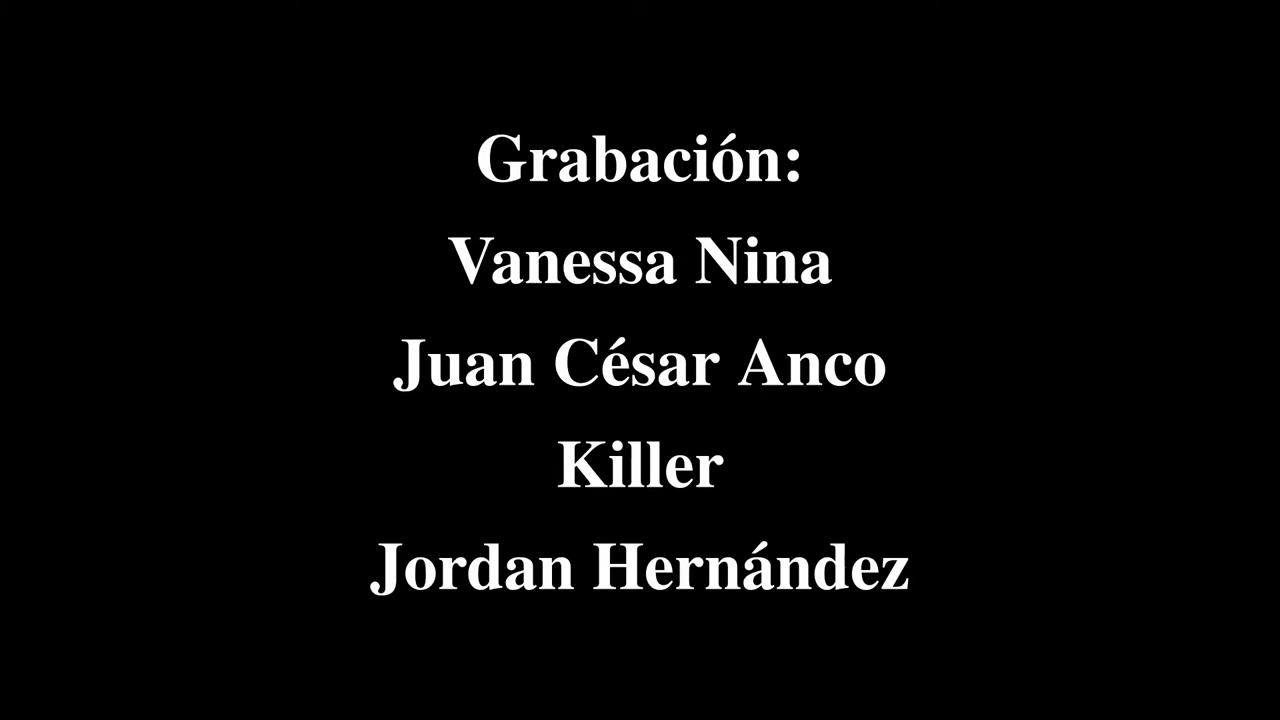 Grabación:
Vanessa Nina
Juan César Anco
Killer
Jordan Hernández